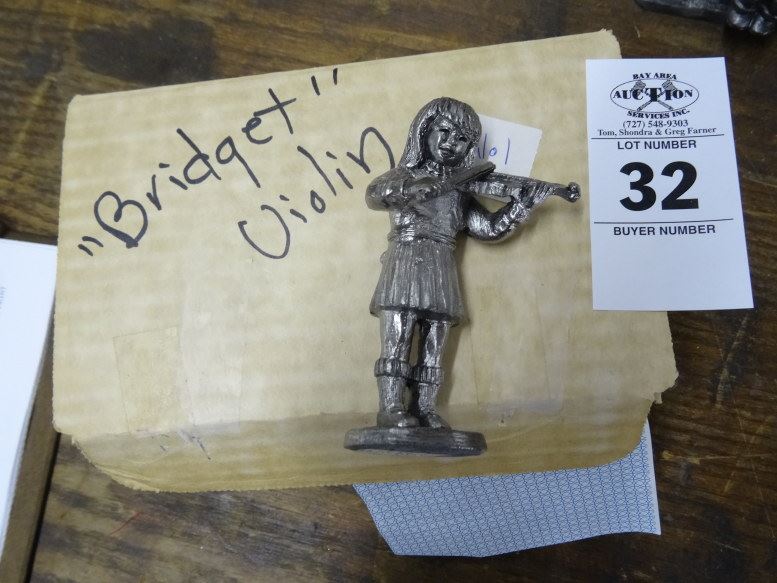 "Bridget"
Violin
BAY AREA
AUCTION
SERVICES INC.
(727) 548-9303
Tom, Shondra & Greg Farner
LOT NUMBER
32
BUYER NUMBER